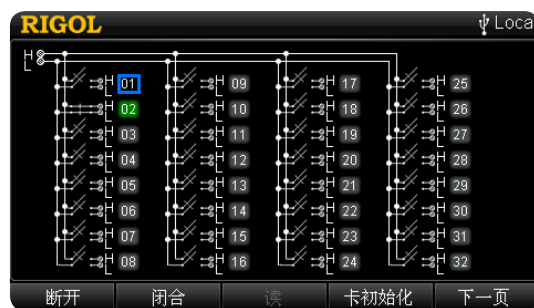 RIGOL Loca
H
L
H 01 H 09 H 17 H 25
L L L L
H 02 H 10 H 18 H 26
L L L L
H 03 H 11 H 19 H 27
L L L L
H 04 H 12 H 20 H 28
L L L L
H 05 H 13 H 21 H 29
L L L L
H 06 H 14 H 22 H 30
L L L L
H 07 H 15 H 23 H 31
L L L L
H 08 H 16 H 24 H 32
L L L L
断开 闭合 读 卡初始化 下一页